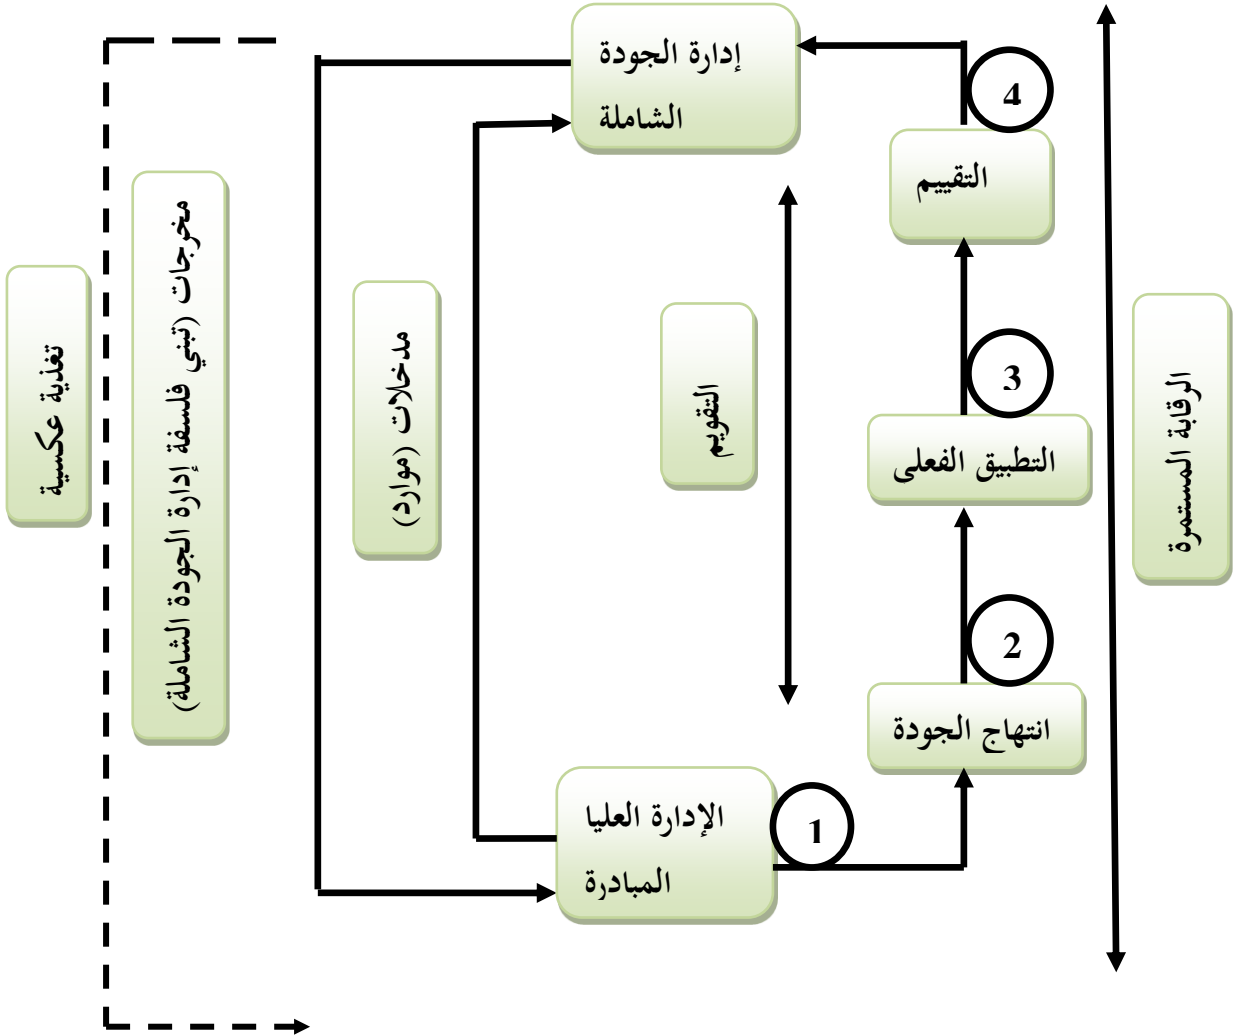 إدارة الجودة
الشاملة
4
التقييم
3
التطبيق الفعلى
2
انتهاج الجودة
1
الإدارة العليا
المبادرة
الرقابة المستمرة
التقويم
مدخلات (موارد)
مخرجات (تبني فلسفة إدارة الجودة الشاملة)
تغذية عكسية